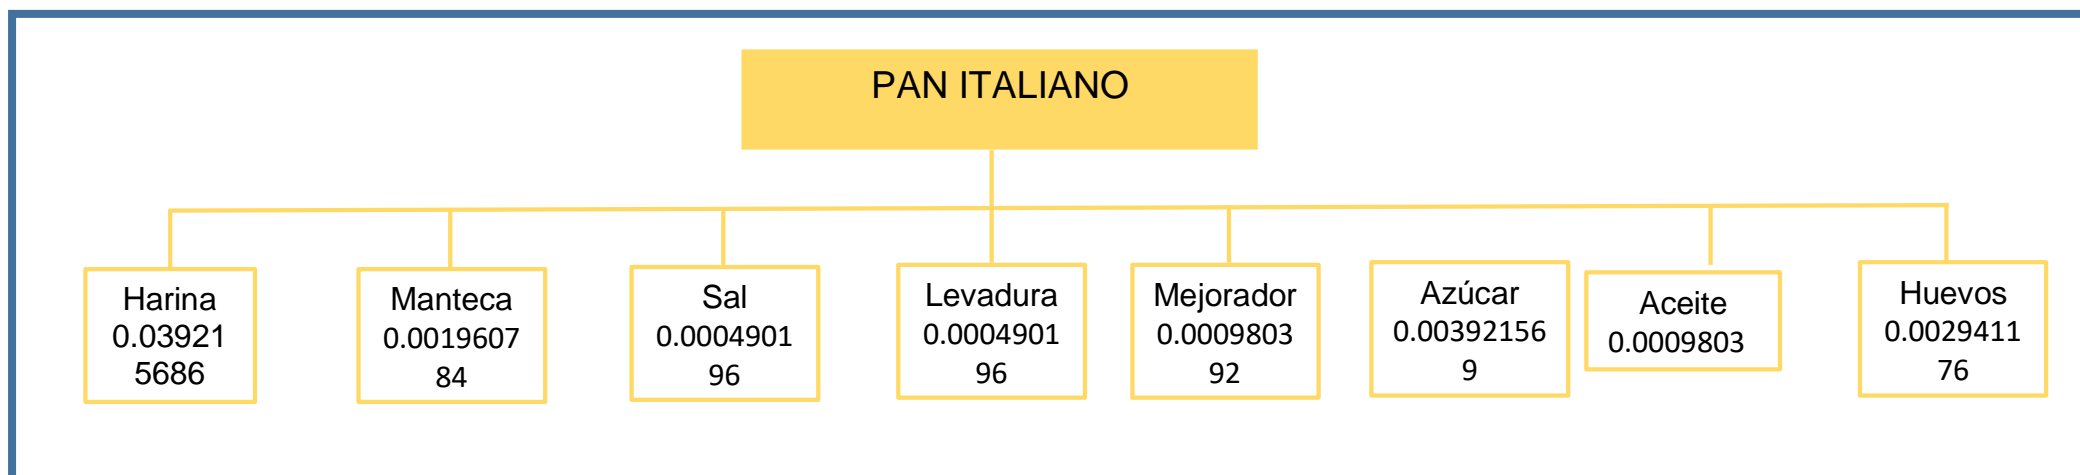 PAN ITALIANO
Harina
0.03921
5686
Manteca
0.0019607
84
Sal
0.0004901
96
Levadura
0.0004901
96
Mejorador
0.0009803
92
Azúcar
0.00392156
9
Aceite
0.0009803
Huevos
0.0029411
76